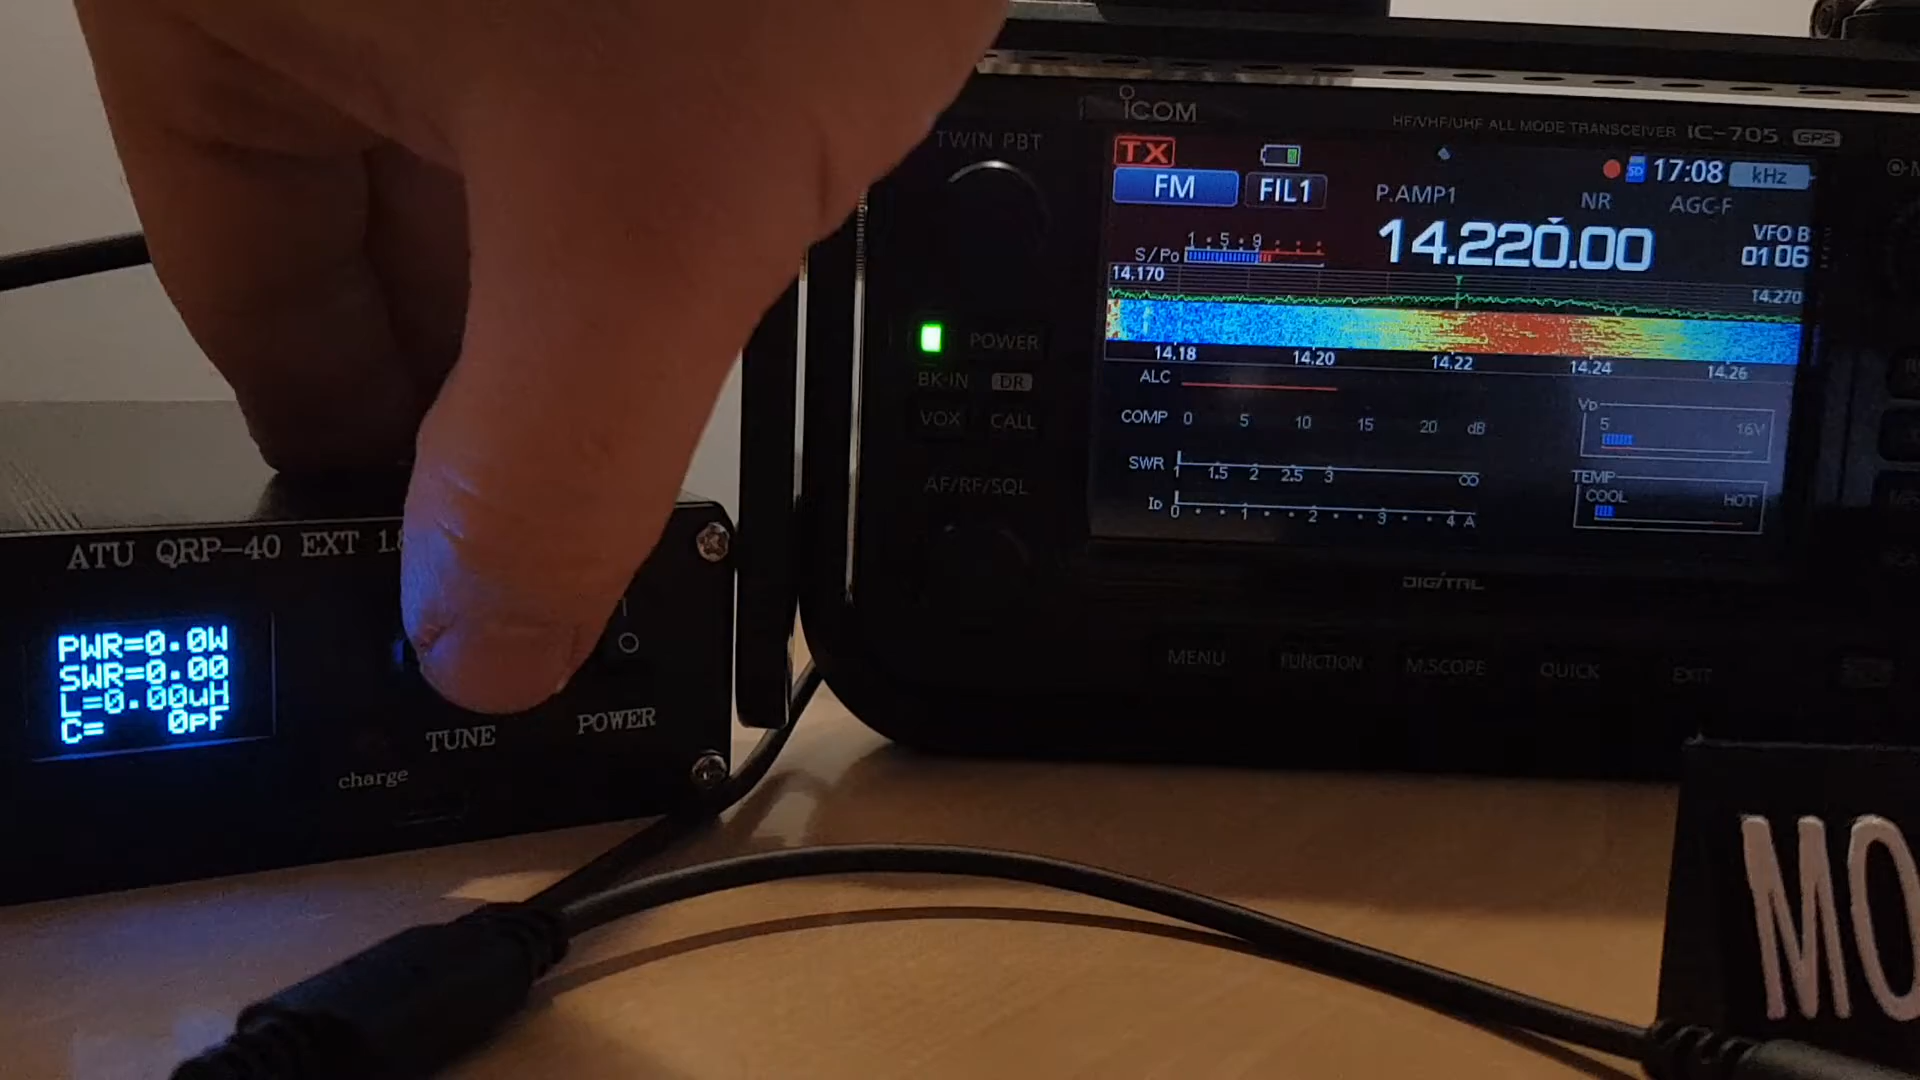 ICOM
HF/VHF/UHF ALL MODE TRANSCEIVER IC-705 GPS
TWIN PBT
TX
17:08 kHz
FM FIL1 P.AMP1 NR AGC-F
14.220.00
VFO B
01 06
S/Po 1 5 9
14.170 14.270
14.18 14.20 14.22 14.24 14.26
POWER
BK-IN DR
VOX CALL
AF/RF/SQL
ALC
COMP 0 5 10 15 20 dB
SWR 1 1.5 2 2.5 3 ∞
ID 0 1 2 3 4 A
VD
5 16V
TEMP
COOL HOT
DIGITAL
MENU FUNCTION M.SCOPE QUICK EXIT
ATU QRP-40 EXT
PWR=0.0W
SWR=0.00
L=0.00uH
C= 0pF
TUNE
POWER
charge
MO